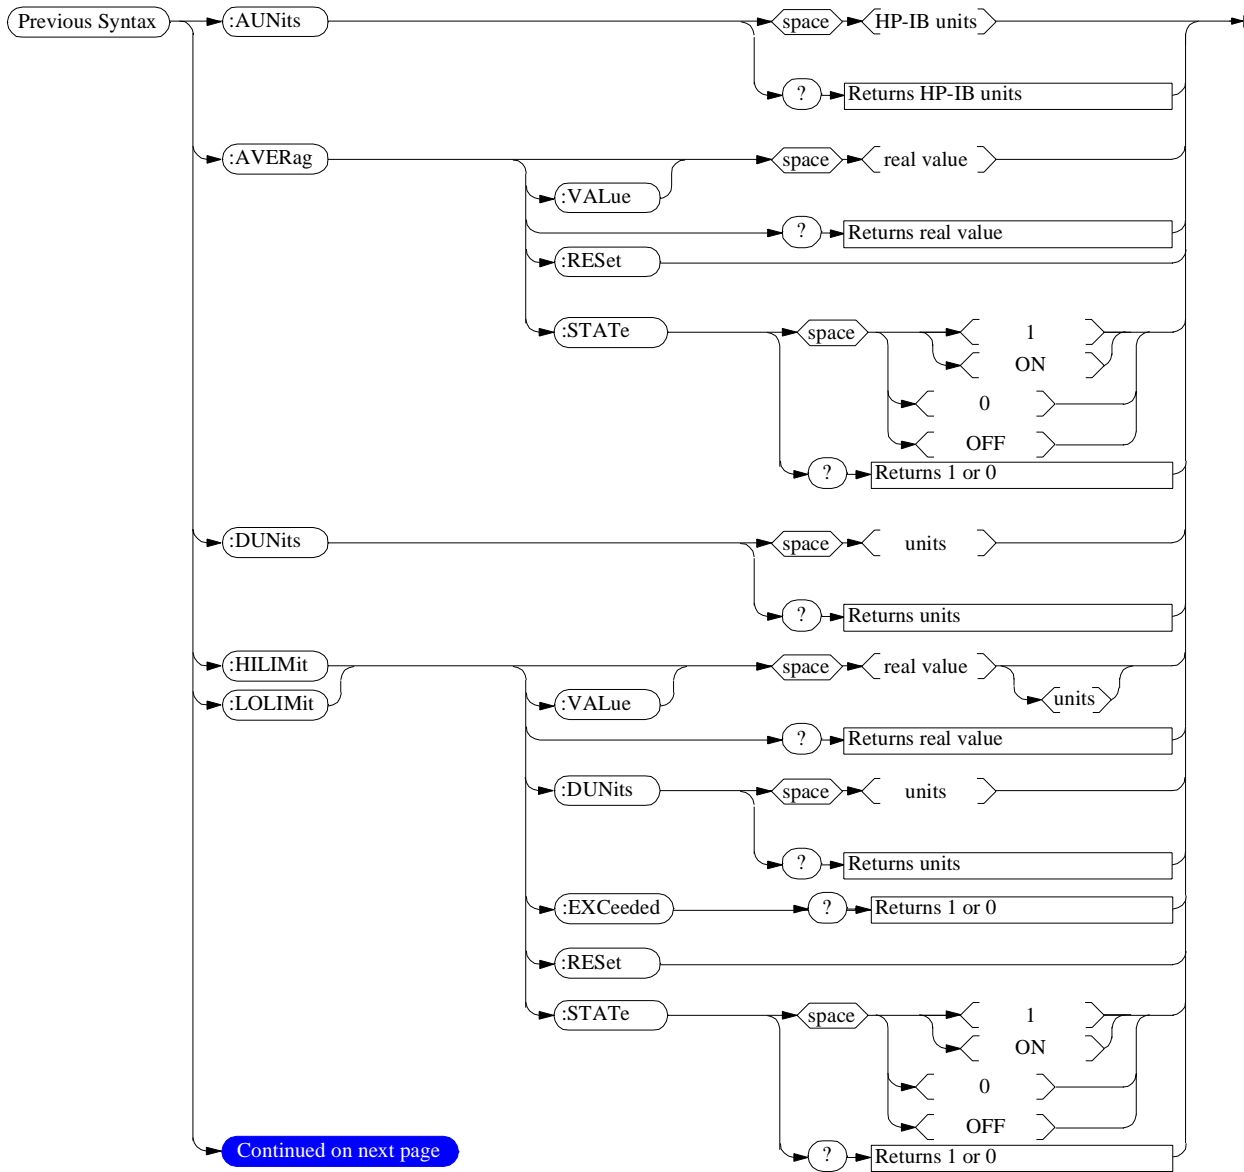 Previous Syntax :AUNits space HP-IB units
? Returns HP-IB units
:AVERag space real value
:VALue
? Returns real value
:RESet
:STATe space 1
ON
0
OFF
? Returns 1 or 0
:DUNits space units
? Returns units
:HILIMit space real value
:LOLIMit :VALue units
? Returns real value
:DUNits space units
? Returns units
:EXCeeded ? Returns 1 or 0
:RESet
:STATe space 1
ON
0
OFF
Continued on next page ? Returns 1 or 0